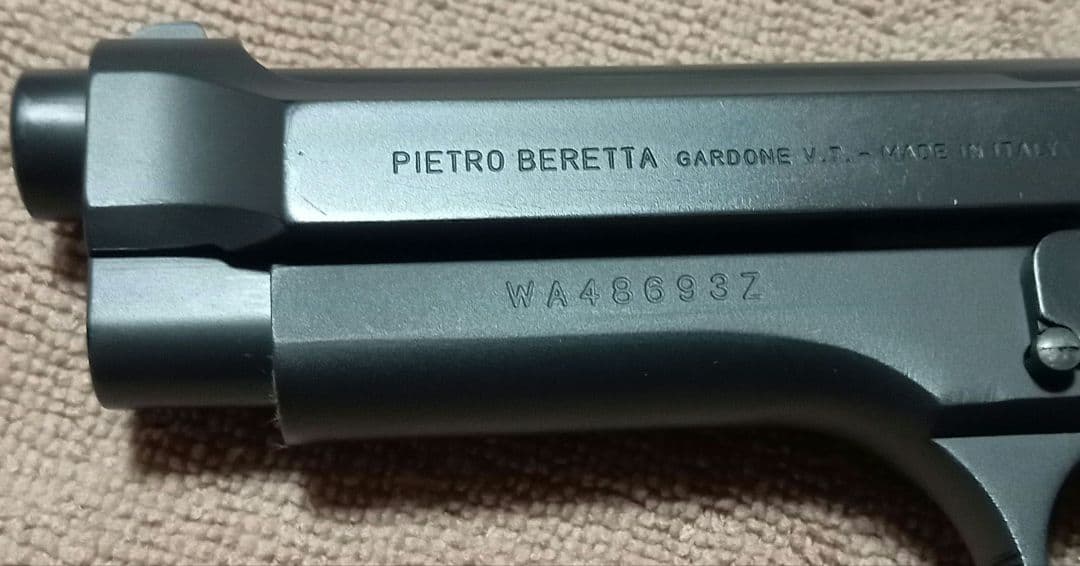 PIETRO BERETTA GARDONE V.T. - MADE IN ITALY
WA48693Z